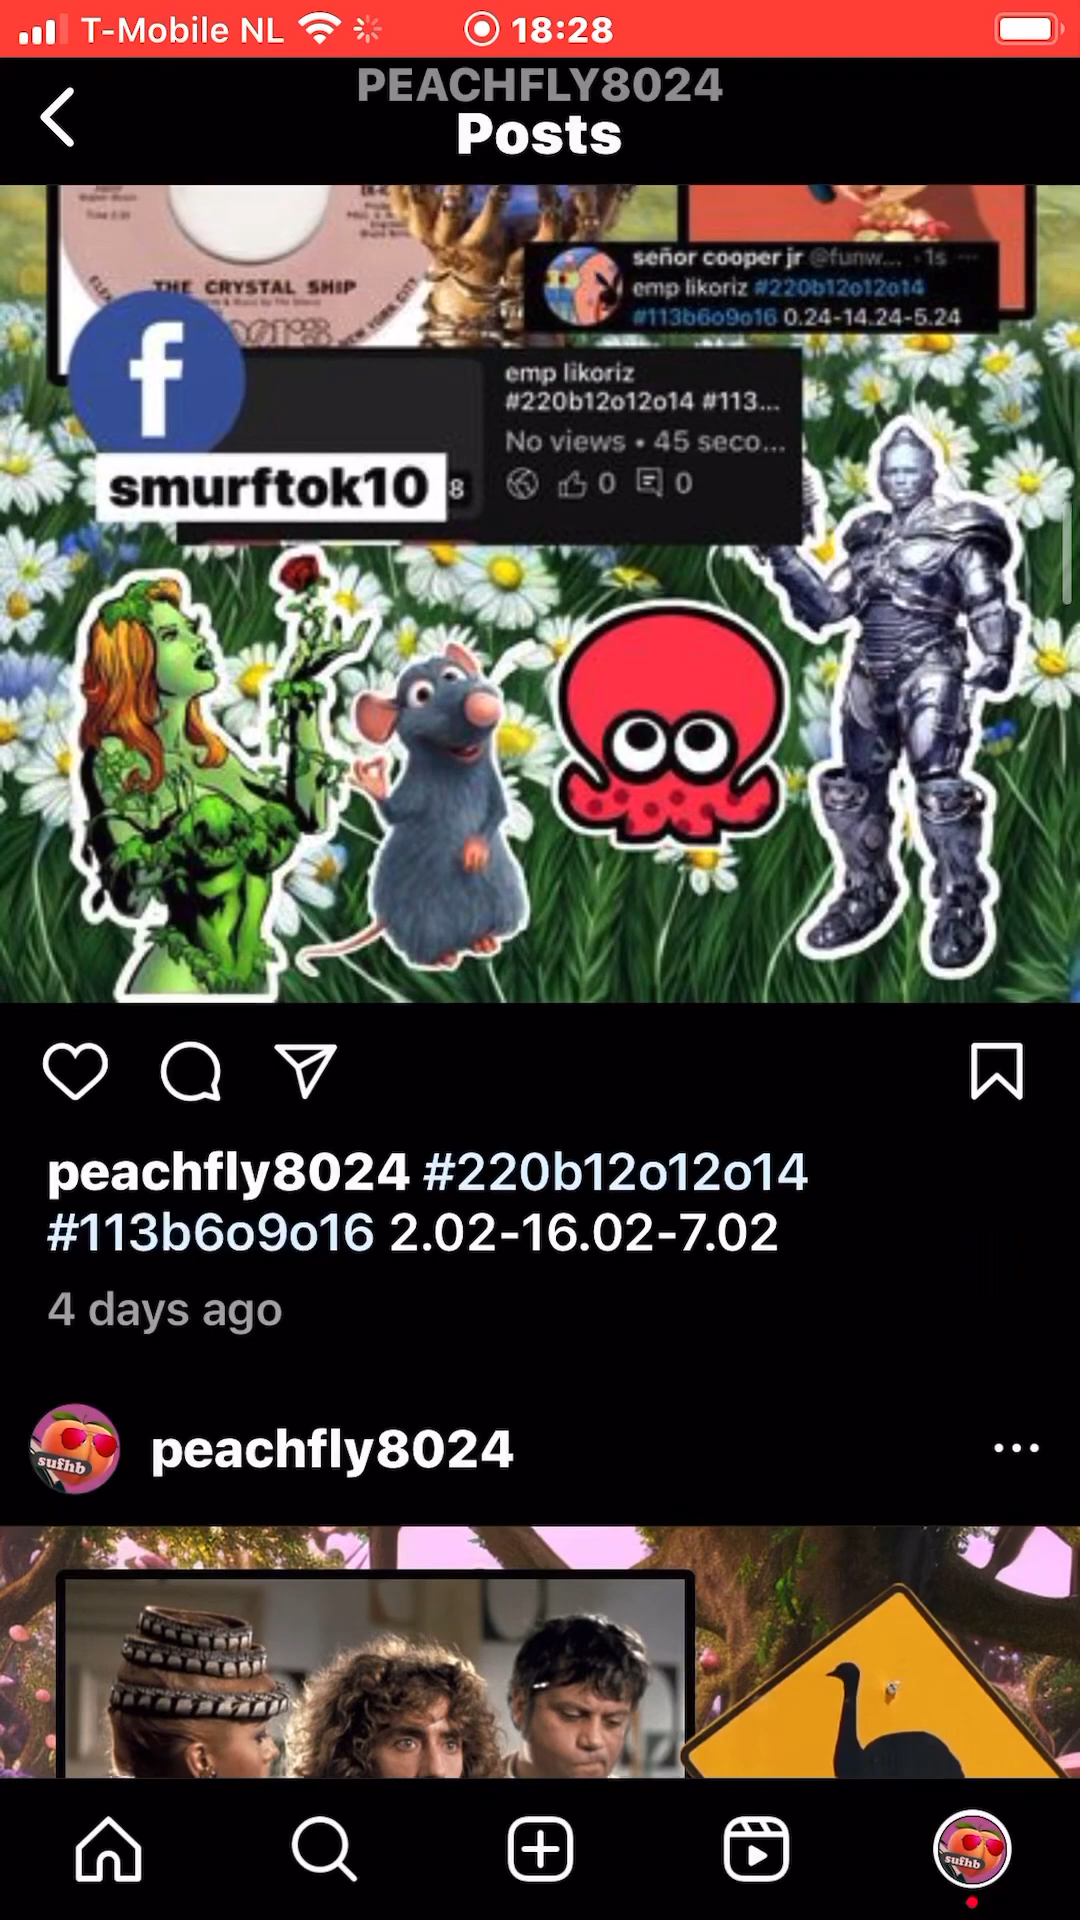 T-Mobile NL
18:28
PEACHFLY8024
Posts
THE CRYSTAL SHIP
señor cooper jr @funw... · 1s ...
emp likoriz #220b12o12o14
#113b6o9o16 0.24-14.24-5.24
f
emp likoriz
#220b12o12o14 #113...
No views • 45 seco...
0 0
smurftok10
8
peachfly8024 #220b12o12o14
#113b6o9o16 2.02-16.02-7.02
4 days ago
sufhb
peachfly8024
sufhb